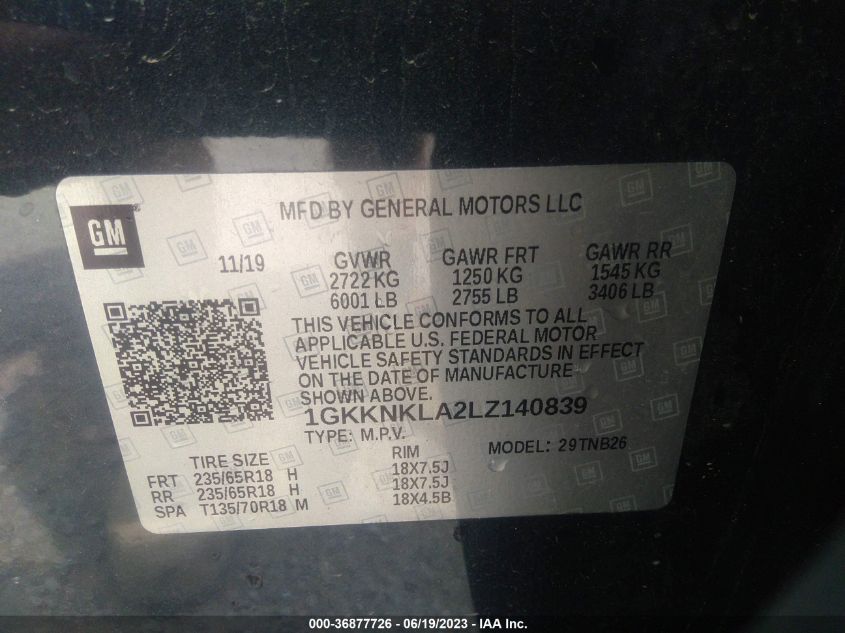 GM
MFD BY GENERAL MOTORS LLC
11/19 GVWR GAWR FRT GAWR RR
2722 KG 1250 KG 1545 KG
6001 LB 2755 LB 3406 LB
THIS VEHICLE CONFORMS TO ALL
APPLICABLE U.S. FEDERAL MOTOR
VEHICLE SAFETY STANDARDS IN EFFECT
ON THE DATE OF MANUFACTURE
SHOWN ABOVE.
1GKKNKLA2LZ140839
TYPE: M.P.V. MODEL: 29TNB26
TIRE SIZE RIM
FRT 235/65R18 H 18X7.5J
RR 235/65R18 H 18X7.5J
SPA T135/70R18 M 18X4.5B
000-36877726 - 06/19/2023 - IAA Inc.